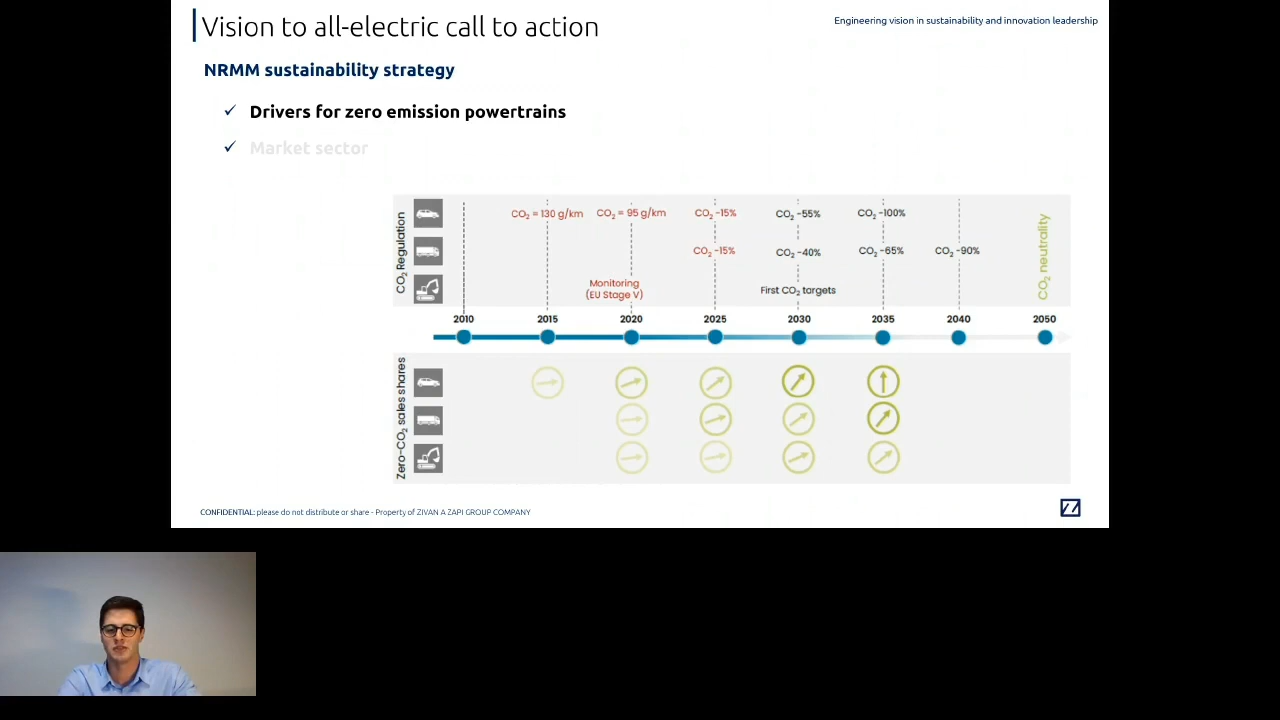 Vision to all-electric call to action
Engineering vision in sustainability and innovation leadership
NRMM sustainability strategy
✓ Drivers for zero emission powertrains
✓ Market sector
CO₂ Regulation
CO₂ = 130 g/km CO₂ = 95 g/km CO₂ -15% CO₂ -55% CO₂ -100%
CO₂ -15% CO₂ -40% CO₂ -65% CO₂ -90%
Monitoring
(EU Stage V)
First CO₂ targets
CO₂ neutrality
2010 2015 2020 2025 2030 2035 2040 2050
Zero-CO₂ sales shares
CONFIDENTIAL: please do not distribute or share - Property of ZIVAN A ZAPI GROUP COMPANY